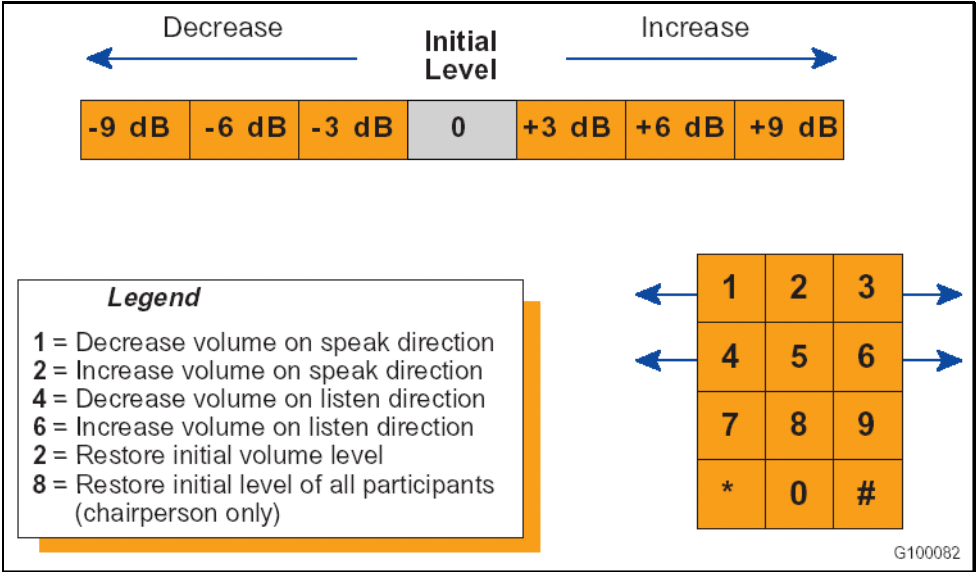 Decrease
Initial
Level
Increase
-9 dB -6 dB -3 dB 0 +3 dB +6 dB +9 dB
Legend
1 = Decrease volume on speak direction
2 = Increase volume on speak direction
4 = Decrease volume on listen direction
6 = Increase volume on listen direction
2 = Restore initial volume level
8 = Restore initial level of all participants
(chairperson only)
1 2 3
4 5 6
7 8 9
* 0 #
G100082